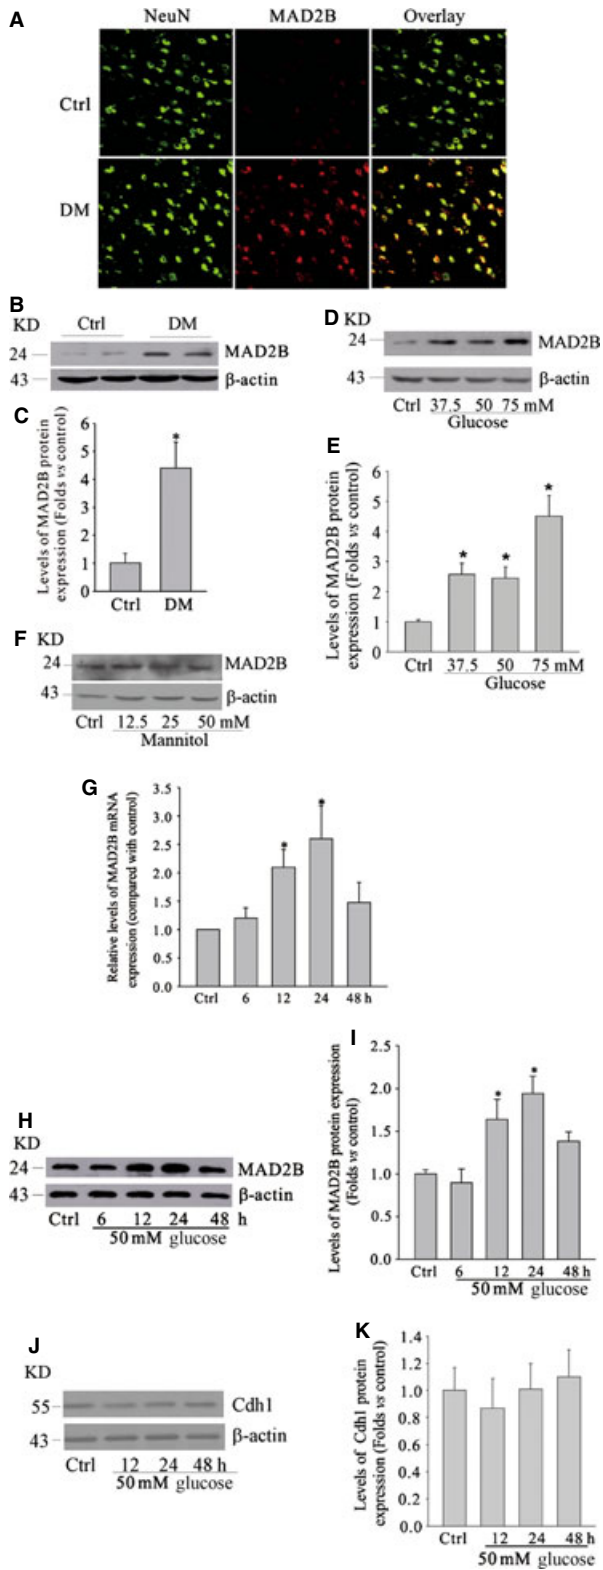 A
NeuN MAD2B Overlay
Ctrl
DM
B
KD Ctrl DM
24 MAD2B
43 β-actin
D KD
24 MAD2B
43 β-actin
Ctrl 37.5 50 75 mM
Glucose
C
Levels of MAD2B protein
expression (Folds vs control)
6
5
4
3
2
1
0
*
Ctrl DM
E
Levels of MAD2B protein
expression (Folds vs control)
6
5
4
3
2
1
0
* * *
Ctrl 37.5 50 75 mM
Glucose
F
KD
24 MAD2B
43 β-actin
Ctrl 12.5 25 50 mM
Mannitol
G
Relative levels of MAD2B mRNA
expression (compared with control)
3.5
3.0
2.5
2.0
1.5
1.0
0.5
0.0
* *
Ctrl 6 12 24 48 h
H
KD
24 MAD2B
43 β-actin
Ctrl 6 12 24 48 h
50 mM glucose
I
Levels of MAD2B protein expression
(Folds vs control)
2.5
2.0
1.5
1.0
0.5
0.0
* *
Ctrl 6 12 24 48 h
50 mM glucose
J
KD
55 Cdh1
43 β-actin
Ctrl 12 24 48 h
50 mM glucose
K
Levels of Cdh1 protein
expression (Folds vs control)
1.4
1.2
1.0
0.8
0.6
0.4
0.2
0.0
Ctrl 12 24 48 h
50 mM glucose